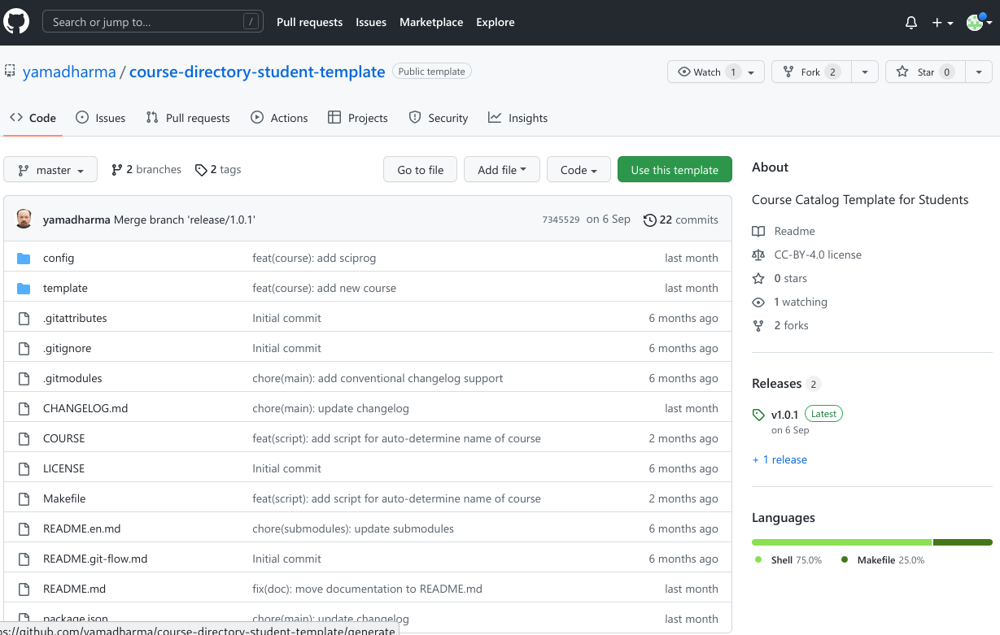 Search or jump to... / Pull requests Issues Marketplace Explore
yamadharma / course-directory-student-template Public template Watch 1 Fork 2 Star 0
Code Issues Pull requests Actions Projects Security Insights
master 2 branches 2 tags Go to file Add file Code Use this template
yamadharma Merge branch 'release/1.0.1' 7345529 on 6 Sep 22 commits
config feat(course): add sciprog last month
template feat(course): add new course last month
.gitattributes Initial commit 6 months ago
.gitignore Initial commit 6 months ago
.gitmodules chore(main): add conventional changelog support 6 months ago
CHANGELOG.md chore(main): update changelog last month
COURSE feat(script): add script for auto-determine name of course 2 months ago
LICENSE Initial commit 6 months ago
Makefile feat(script): add script for auto-determine name of course 2 months ago
README.en.md chore(submodules): update submodules 6 months ago
README.git-flow.md Initial commit 6 months ago
README.md fix(doc): move documentation to README.md last month
package.json chore(main): update changelog last month
ps://github.com/yamadharma/course-directory-student-template/generate
About
Course Catalog Template for Students
Readme
CC-BY-4.0 license
0 stars
1 watching
2 forks
Releases 2
v1.0.1 Latest
on 6 Sep
+ 1 release
Languages
Shell 75.0% Makefile 25.0%